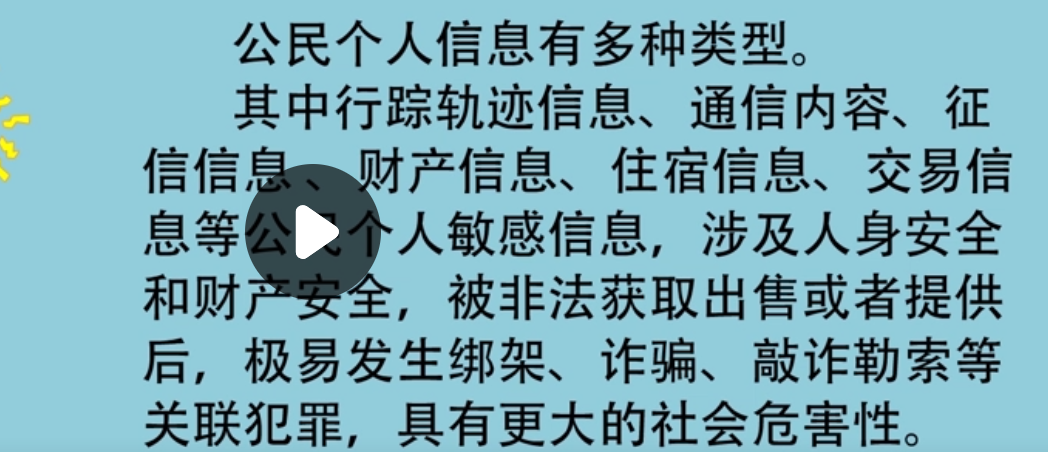 公民个人信息有多种类型。
其中行踪轨迹信息、通信内容、征
信信息、财产信息、住宿信息、交易信
息等公民个人敏感信息，涉及人身安全
和财产安全，被非法获取出售或者提供
后，极易发生绑架、诈骗、敲诈勒索等
关联犯罪，具有更大的社会危害性。